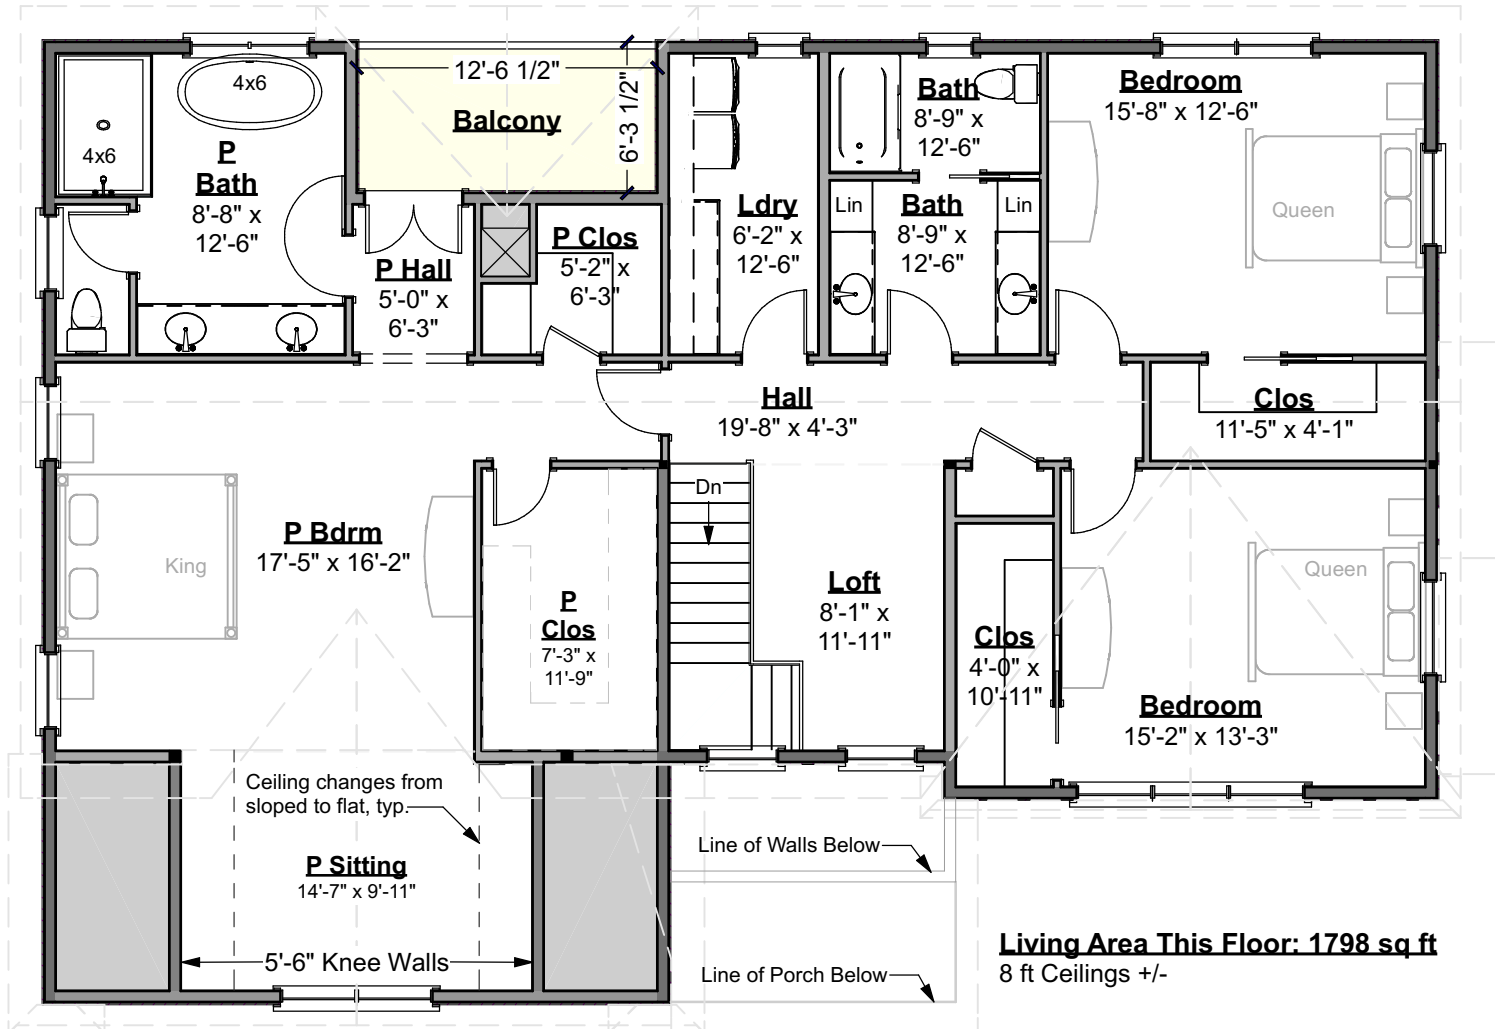 4x6
4x6
P
Bath
8'-8" x
12'-6"
12'-6 1/2"
6'-3 1/2"
Balcony
P Hall
5'-0" x
6'-3"
P Clos
5'-2" x
6'-3"
Ldry
6'-2" x
12'-6"
Bath
8'-9" x
12'-6"
Lin
Bath
8'-9" x
12'-6"
Lin
Bedroom
15'-8" x 12'-6"
Queen
Hall
19'-8" x 4'-3"
Clos
11'-5" x 4'-1"
P Bdrm
17'-5" x 16'-2"
King
P
Clos
7'-3" x
11'-9"
Dn
Loft
8'-1" x
11'-11"
Clos
4'-0" x
10'-11"
Queen
Bedroom
15'-2" x 13'-3"
Ceiling changes from
sloped to flat, typ.
P Sitting
14'-7" x 9'-11"
5'-6" Knee Walls
Line of Walls Below
Line of Porch Below
Living Area This Floor: 1798 sq ft
8 ft Ceilings +/-